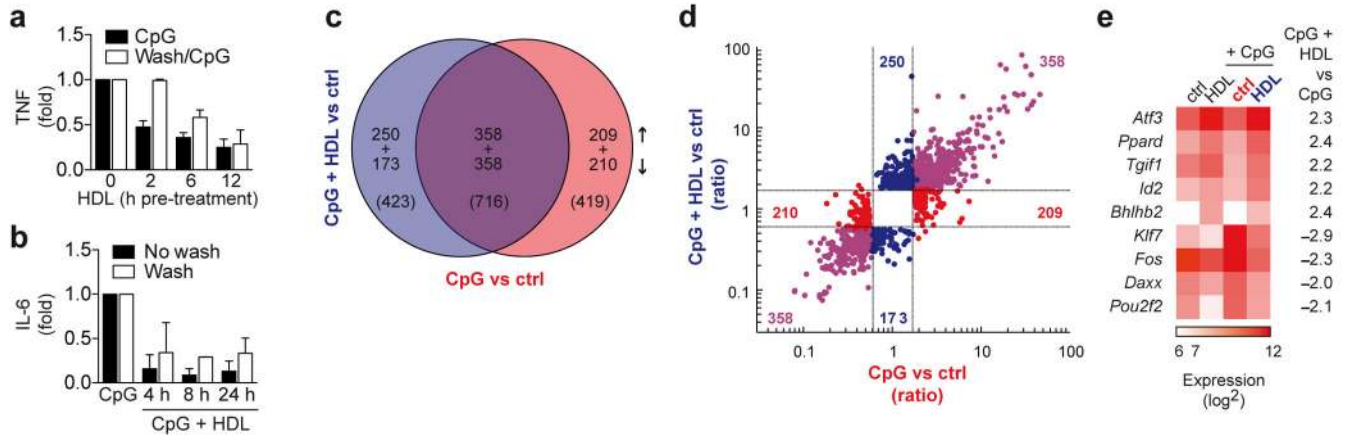 a
CpG
Wash/CpG
TNF
(fold)
1.5
1.0
0.5
0.0
0 2 6 12
HDL (h pre-treatment)
b
No wash
Wash
IL-6
(fold)
1.5
1.0
0.5
0.0
CpG 4 h 8 h 24 h
CpG + HDL
c
CpG + HDL vs ctrl
250
+
173
(423)
358
+
358
(716)
209
+
210
(419)
↑
↓
CpG vs ctrl
d
CpG + HDL vs ctrl
(ratio)
100
10
1
0.1
250
358
210
209
358
173
0.1 1 10 100
CpG vs ctrl
(ratio)
e
+ CpG
ctrl HDL ctrl HDL
CpG +
HDL
vs
CpG
Atf3 2.3
Ppard 2.4
Tgif1 2.2
Id2 2.2
Bhlhb2 2.4
Klf7 –2.9
Fos –2.3
Daxx –2.0
Pou2f2 –2.1
6 7 12
Expression
(log2)